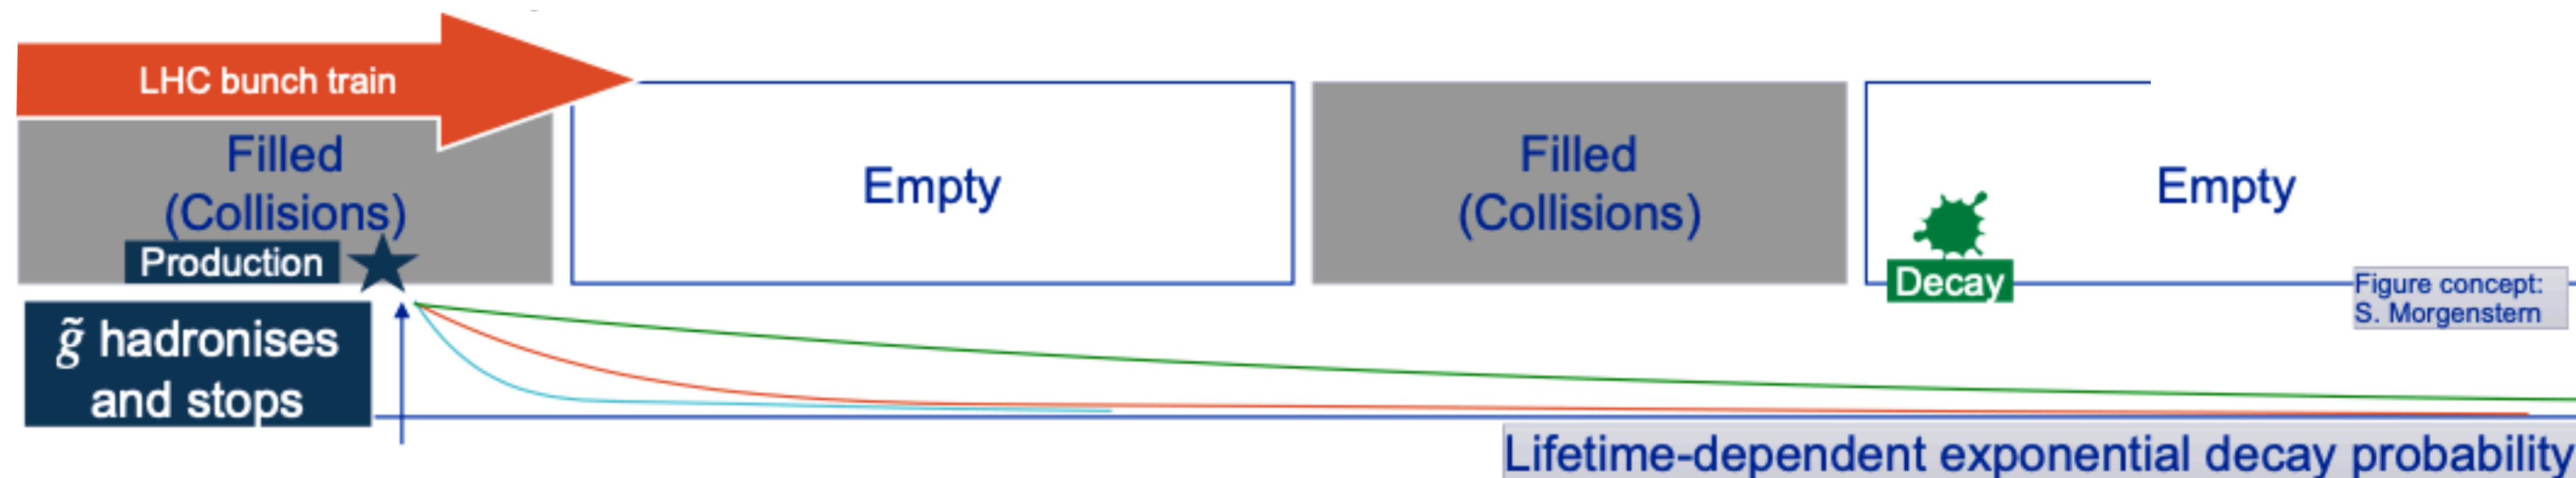 LHC bunch train
Filled
(Collisions)
Production
Empty
Filled
(Collisions)
Empty
Decay
Figure concept:
S. Morgenstern
g̃ hadronises
and stops
Lifetime-dependent exponential decay probability